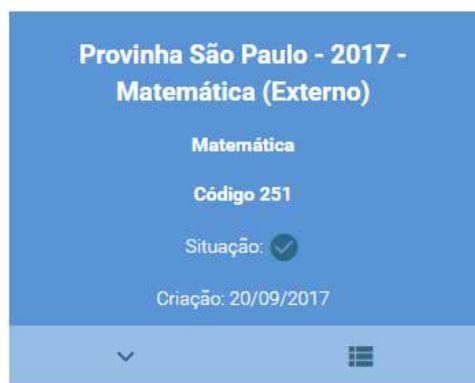 Provinha São Paulo - 2017 -
Matemática (Externo)
Matemática
Código 251
Situação:
Criação: 20/09/2017